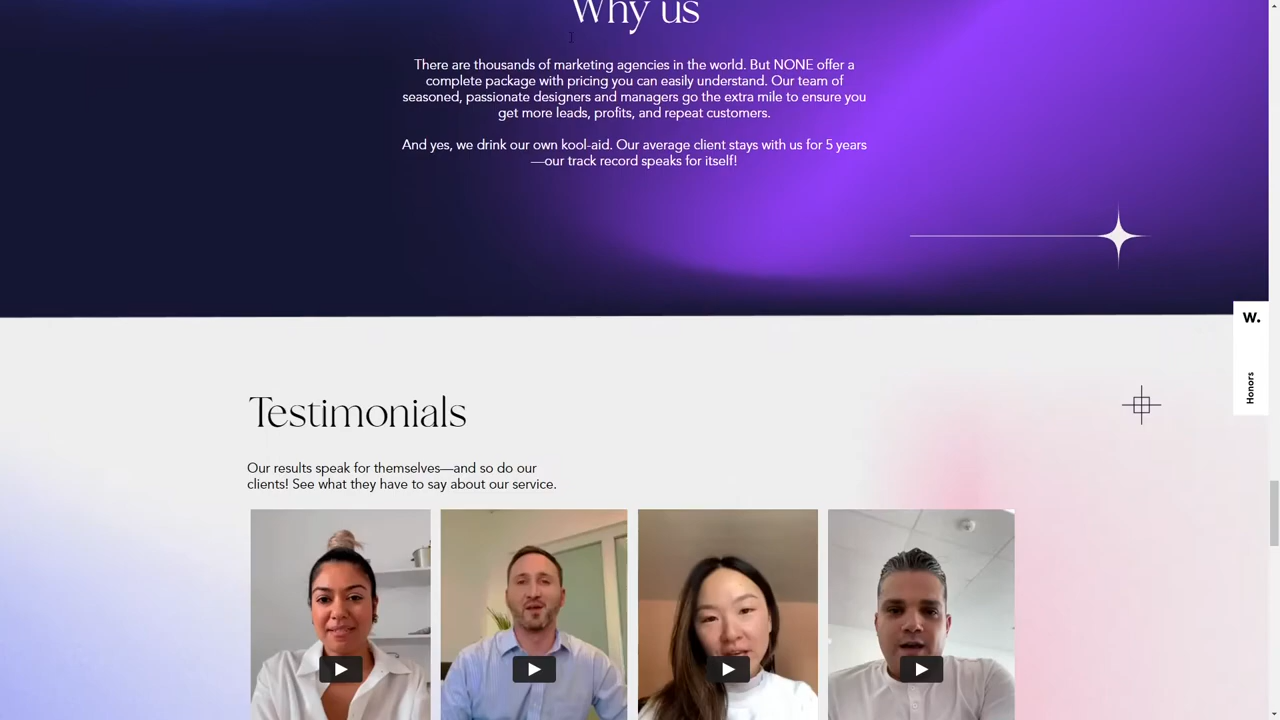 Why us
There are thousands of marketing agencies in the world. But NONE offer a
complete package with pricing you can easily understand. Our team of
seasoned, passionate designers and managers go the extra mile to ensure you
get more leads, profits, and repeat customers.
And yes, we drink our own kool-aid. Our average client stays with us for 5 years
—our track record speaks for itself!
W.
Honors
Testimonials
Our results speak for themselves—and so do our
clients! See what they have to say about our service.